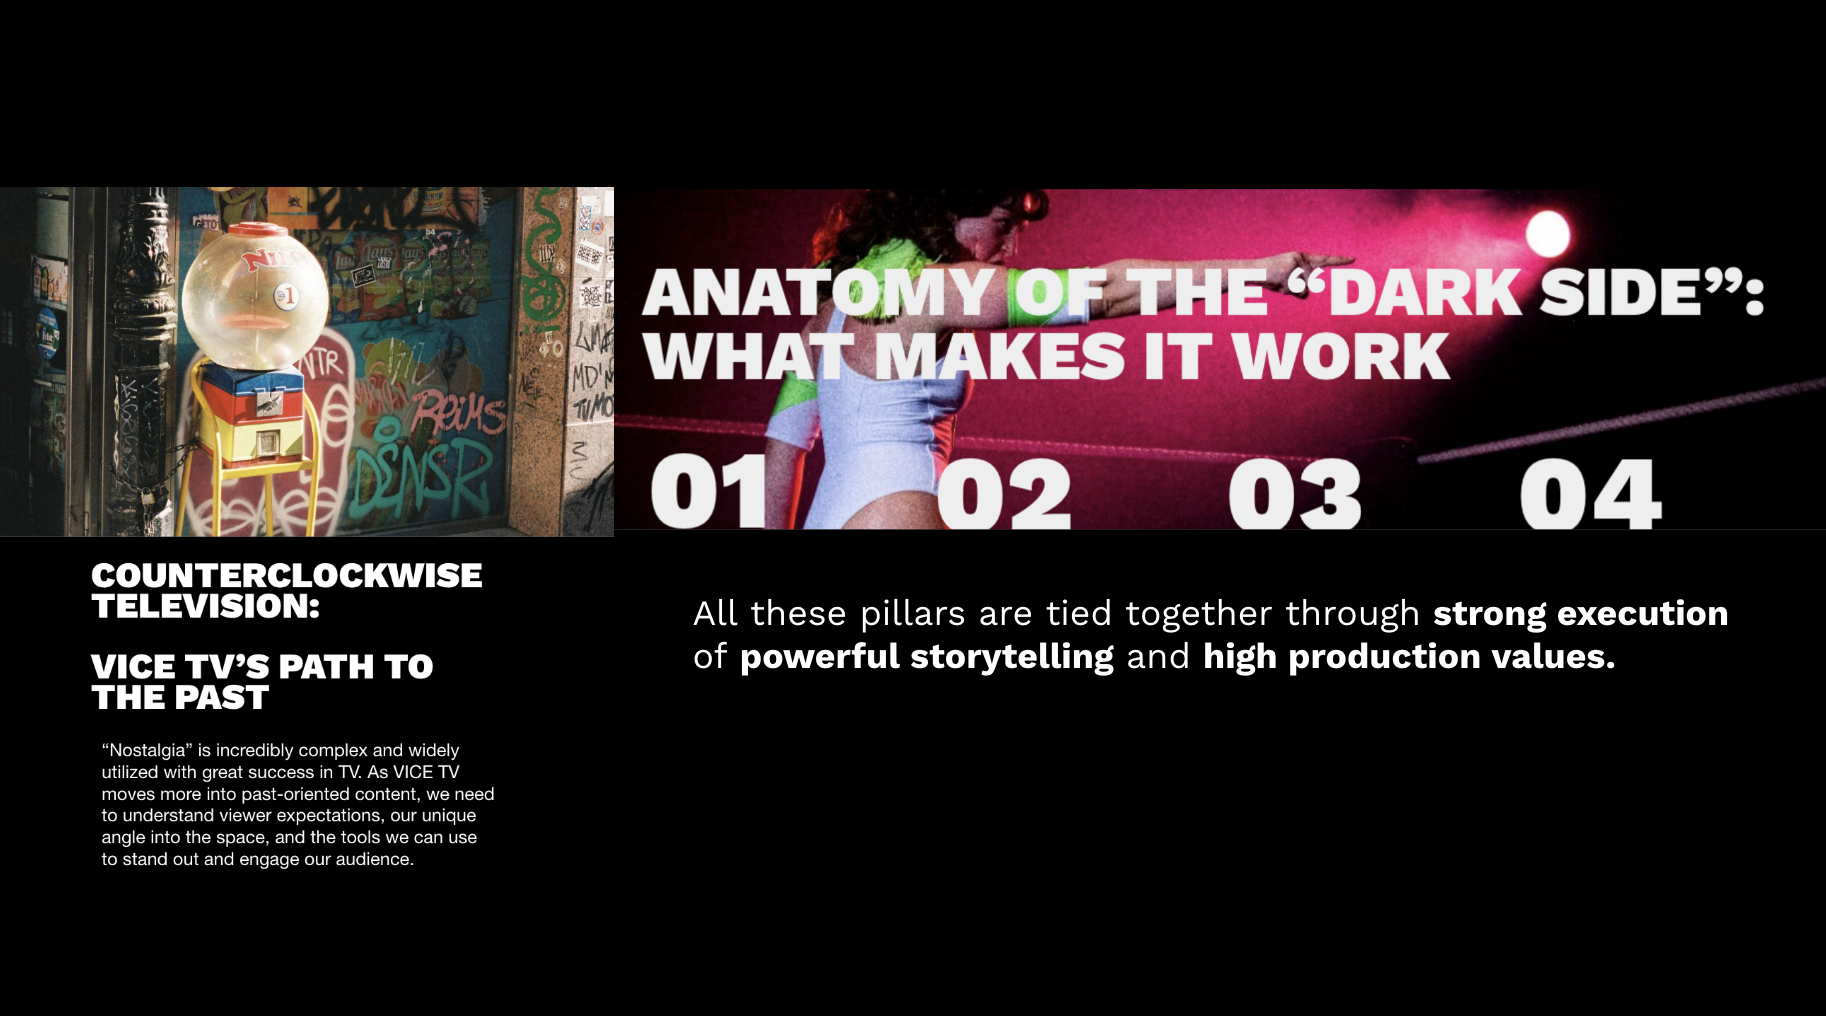 COUNTERCLOCKWISE
TELEVISION:
VICE TV’S PATH TO
THE PAST
“Nostalgia” is incredibly complex and widely
utilized with great success in TV. As VICE TV
moves more into past-oriented content, we need
to understand viewer expectations, our unique
angle into the space, and the tools we can use
to stand out and engage our audience.
ANATOMY OF THE “DARK SIDE”:
WHAT MAKES IT WORK
01 02 03 04
All these pillars are tied together through strong execution
of powerful storytelling and high production values.
REIMS
DENSR